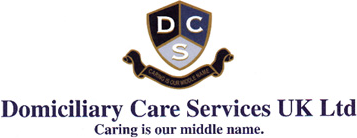 D C
S
CARING IS OUR MIDDLE NAME
Domiciliary Care Services UK Ltd
Caring is our middle name.